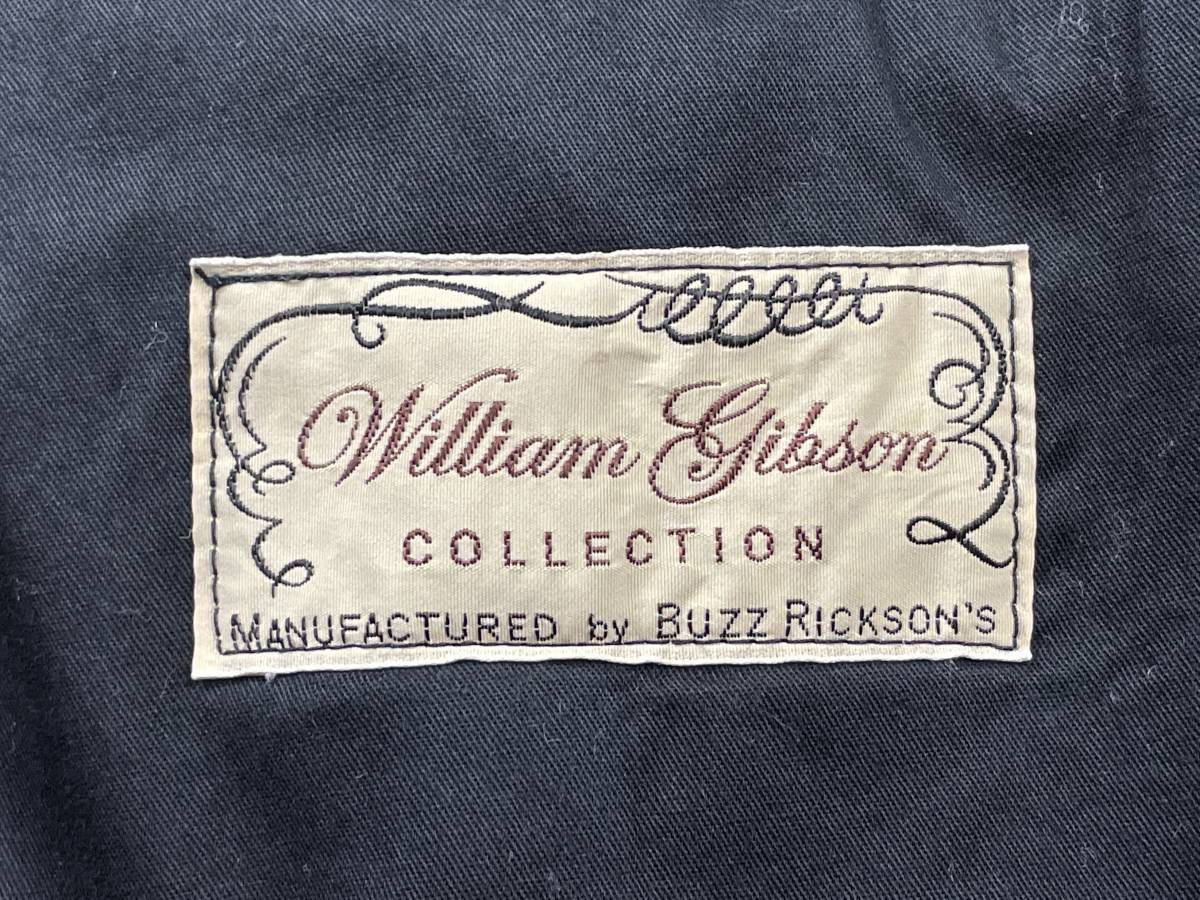 William Gibson
COLLECTION
MANUFACTURED by BUZZ RICKSON'S